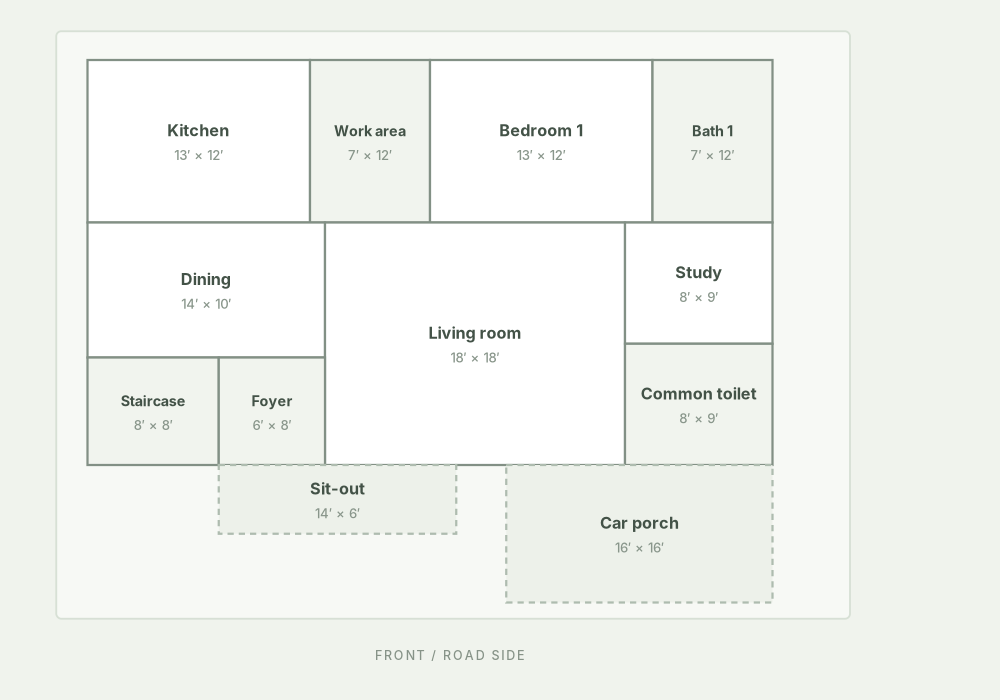 Kitchen
13′ × 12′
Work area
7′ × 12′
Bedroom 1
13′ × 12′
Bath 1
7′ × 12′
Dining
14′ × 10′
Living room
18′ × 18′
Study
8′ × 9′
Staircase
8′ × 8′
Foyer
6′ × 8′
Common toilet
8′ × 9′
Sit-out
14′ × 6′
Car porch
16′ × 16′
FRONT / ROAD SIDE